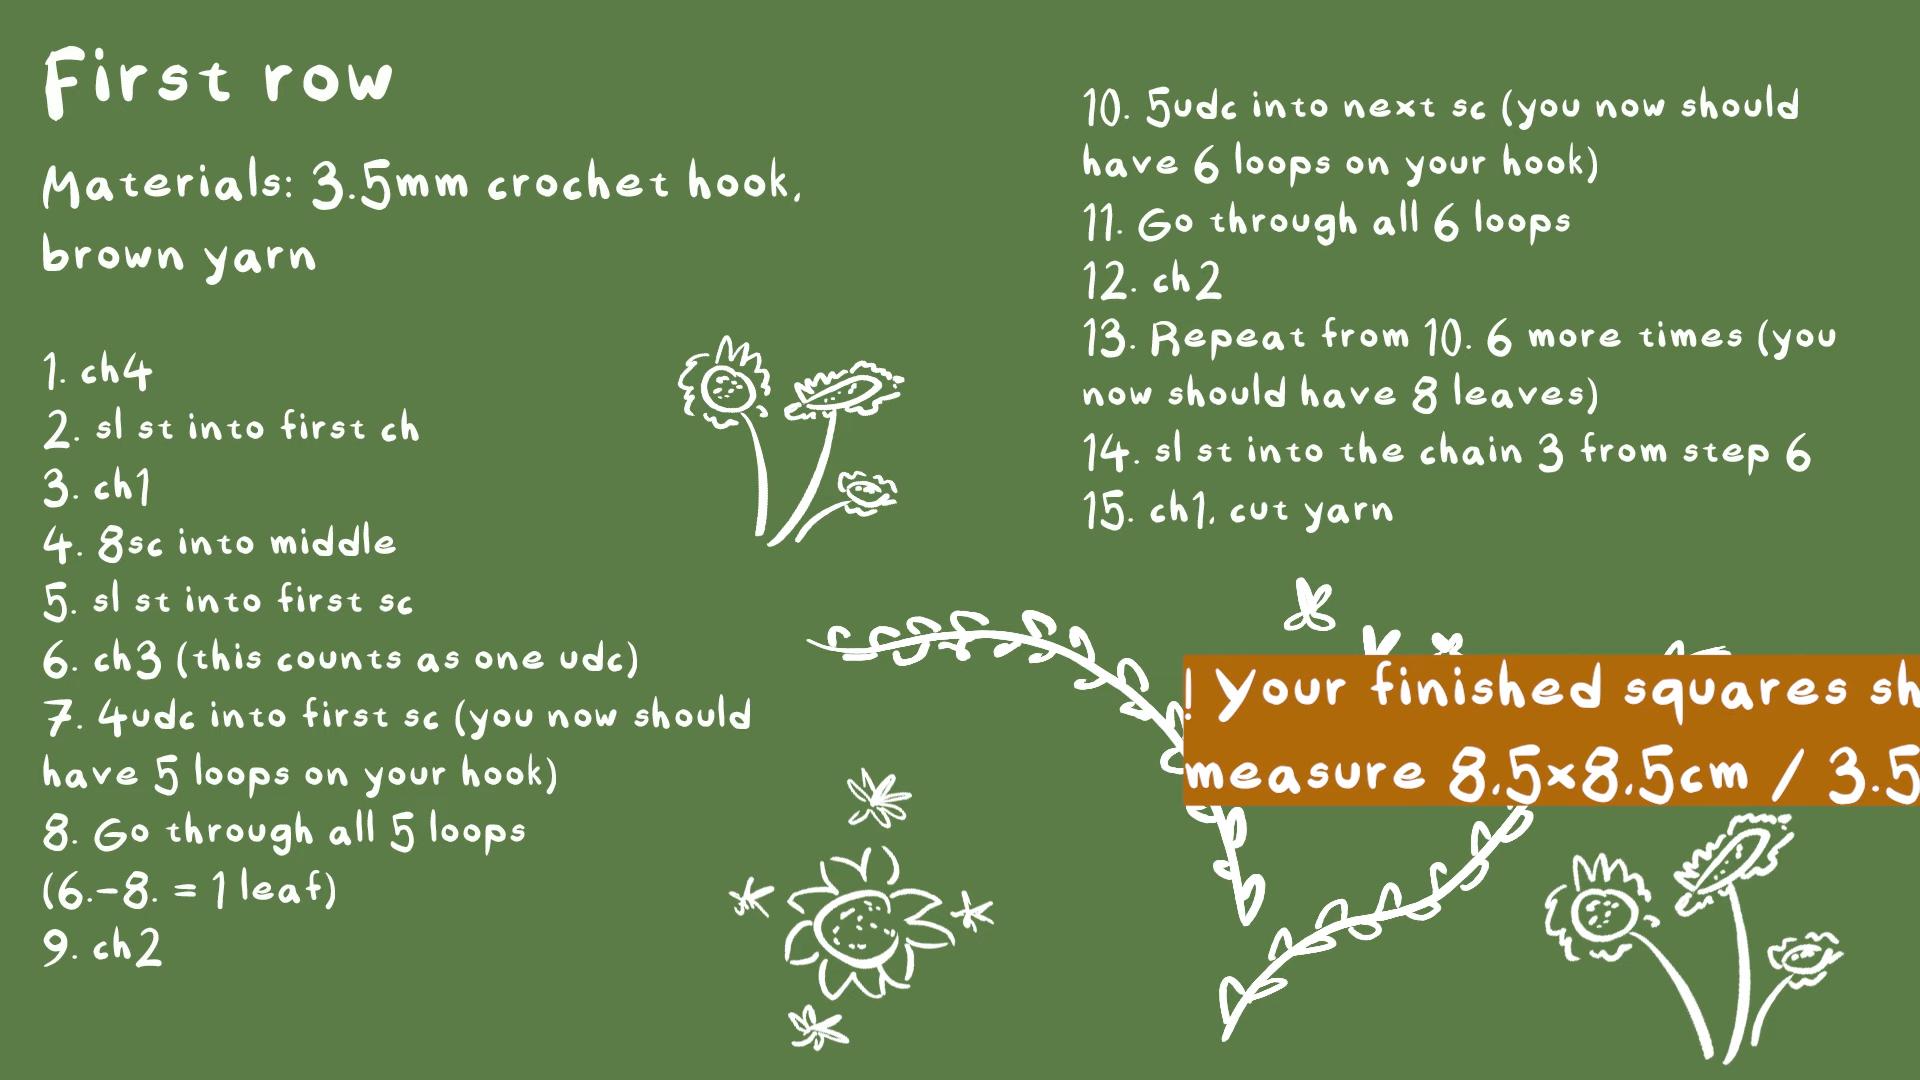 First row
Materials: 3.5mm crochet hook,
brown yarn
1. ch4
2. sl st into first ch
3. ch1
4. 8sc into middle
5. sl st into first sc
6. ch3 (this counts as one udc)
7. 4udc into first sc (you now should
have 5 loops on your hook)
8. Go through all 5 loops
(6.-8. = 1 leaf)
9. ch2
10. 5udc into next sc (you now should
have 6 loops on your hook)
11. Go through all 6 loops
12. ch2
13. Repeat from 10. 6 more times (you
now should have 8 leaves)
14. sl st into the chain 3 from step 6
15. ch1, cut yarn
! Your finished squares sh
measure 8.5x8.5cm / 3.5